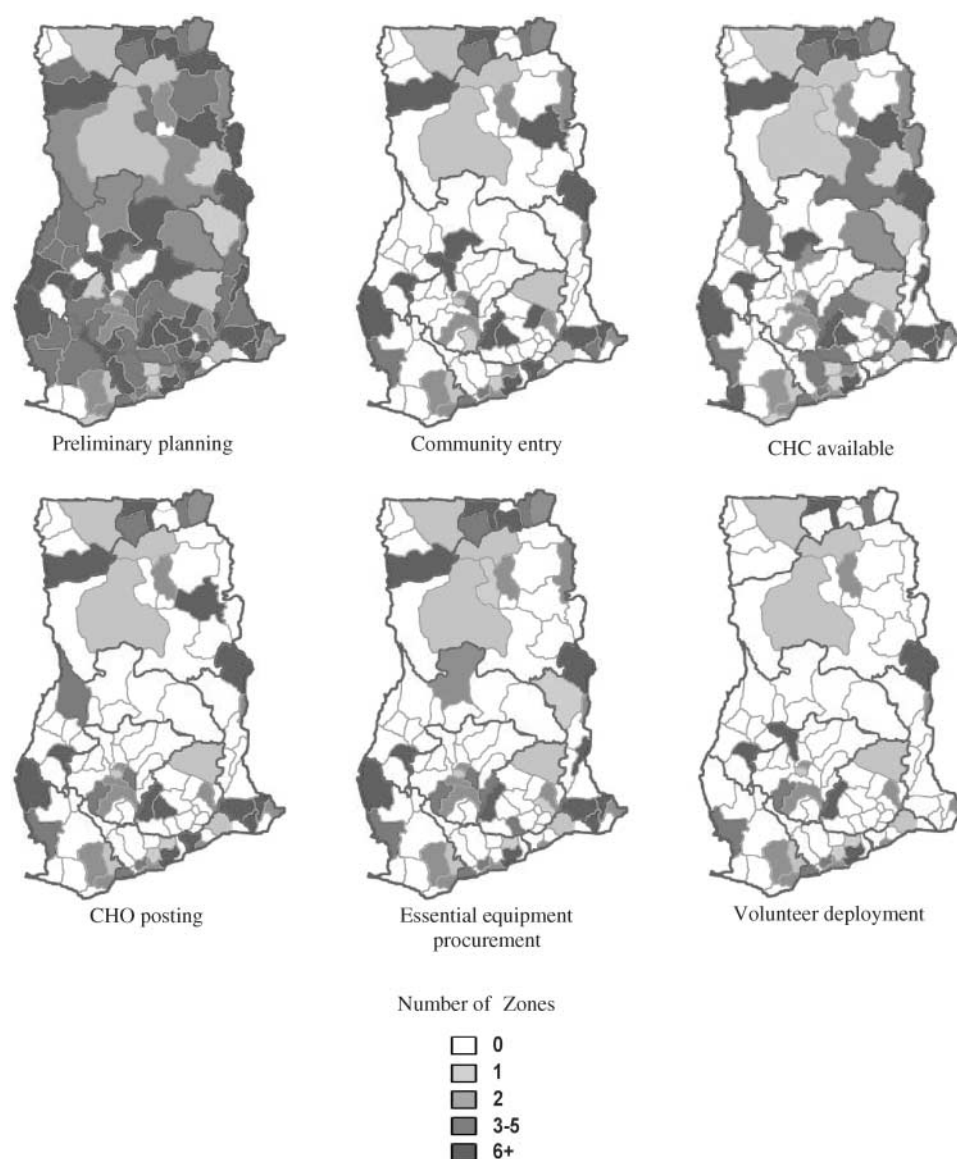 Preliminary planning
Community entry
CHC available
CHO posting
Essential equipment
procurement
Volunteer deployment
Number of Zones
0
1
2
3-5
6+